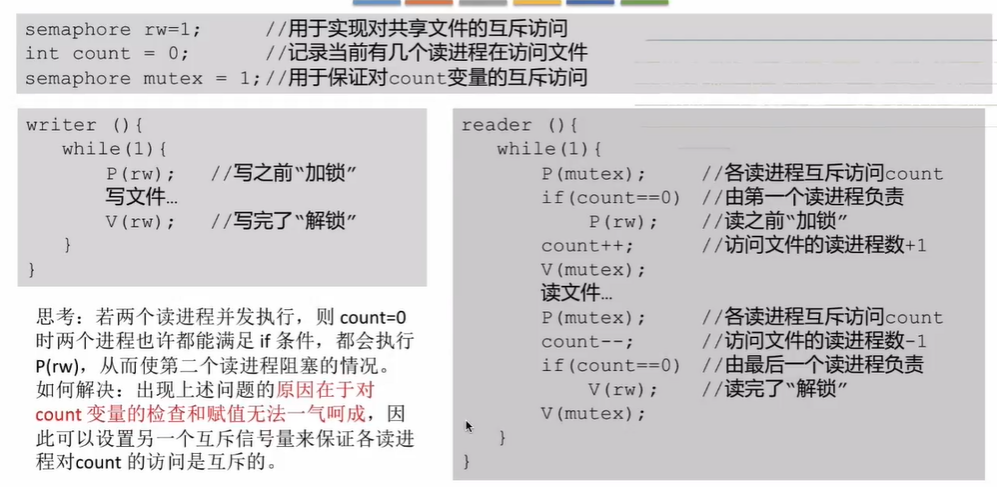 semaphore rw=1; //用于实现对共享文件的互斥访问
int count = 0; //记录当前有几个读进程在访问文件
semaphore mutex = 1;//用于保证对count变量的互斥访问
writer (){
while(1){
P(rw); //写之前“加锁”
写文件…
V(rw); //写完了“解锁”
}
}
思考：若两个读进程并发执行，则 count=0
时两个进程也许都能满足 if 条件，都会执行
P(rw)，从而使第二个读进程阻塞的情况。
如何解决：出现上述问题的原因在于对
count 变量的检查和赋值无法一气呵成，因
此可以设置另一个互斥信号量来保证各读进
程对count 的访问是互斥的。
reader (){
while(1){
P(mutex); //各读进程互斥访问count
if(count==0) //由第一个读进程负责
P(rw); //读之前“加锁”
count++; //访问文件的读进程数+1
V(mutex);
读文件…
P(mutex); //各读进程互斥访问count
count--; //访问文件的读进程数-1
if(count==0) //由最后一个读进程负责
V(rw); //读完了“解锁”
V(mutex);
}
}